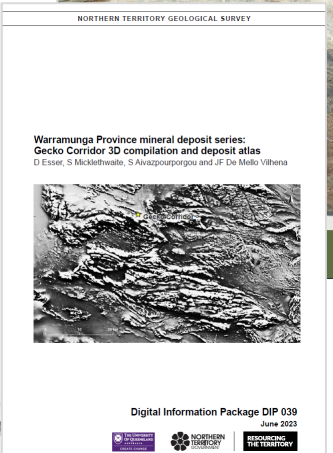 NORTHERN TERRITORY GEOLOGICAL SURVEY
Warramunga Province mineral deposit series:
Gecko Corridor 3D compilation and deposit atlas
D Esser, S Micklethwaite, S Aivazpourporgou and JF De Mello Vilhena
Gecko Corridor
Digital Information Package DIP 039
June 2023
THE UNIVERSITY
OF QUEENSLAND
AUSTRALIA
CREATE CHANGE
NORTHERN
TERRITORY
GOVERNMENT
RESOURCING
THE TERRITORY